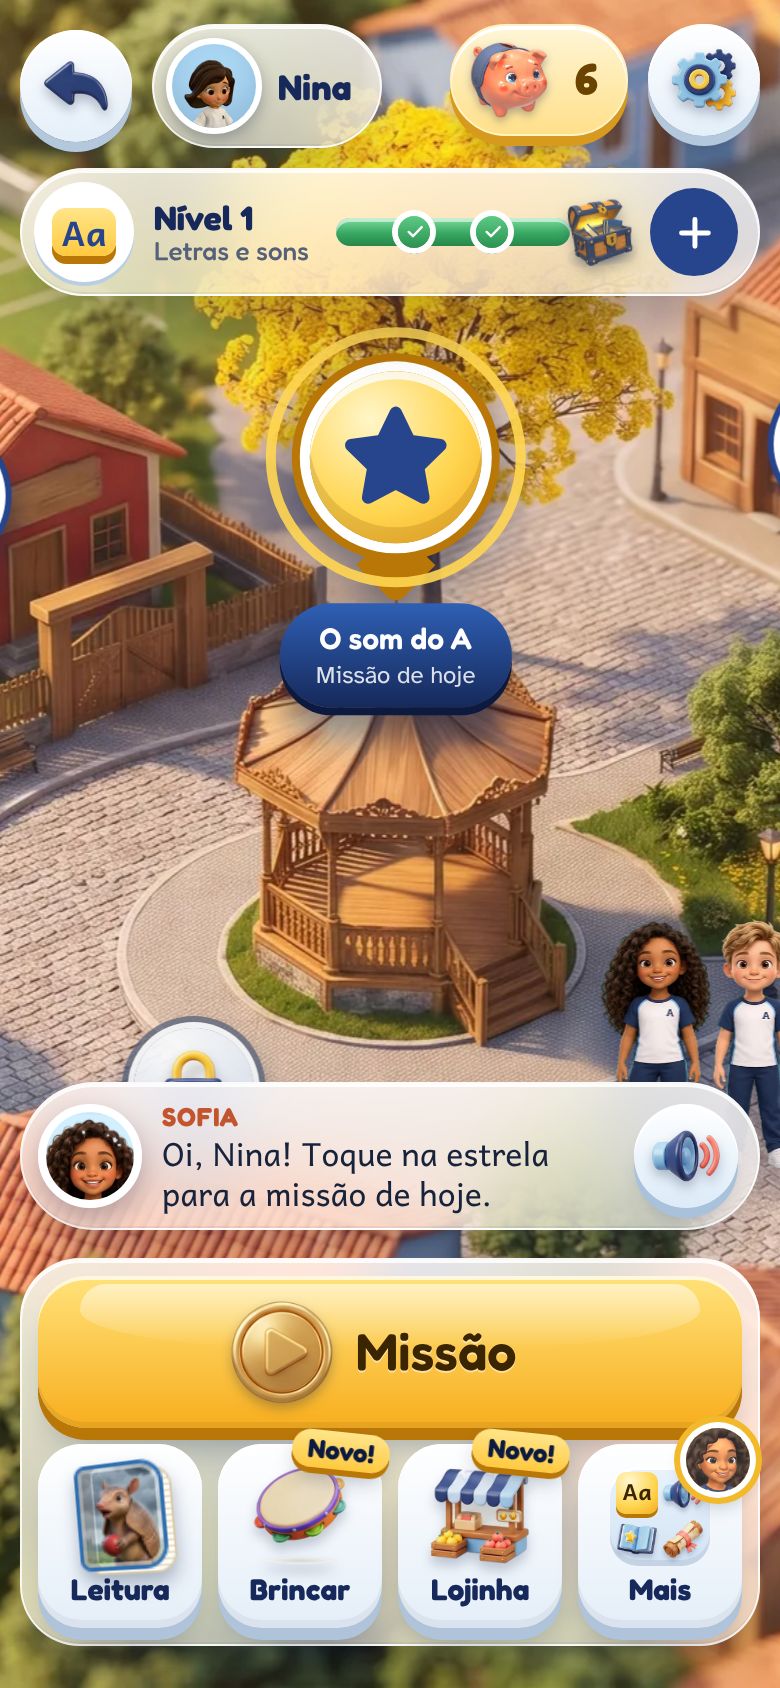 Nina
6
Aa
Nível 1
Letras e sons
O som do A
Missão de hoje
A
A
SOFIA
Oi, Nina! Toque na estrela
para a missão de hoje.
Missão
Novo!
Novo!
Aa
Leitura
Brincar
Lojinha
Mais